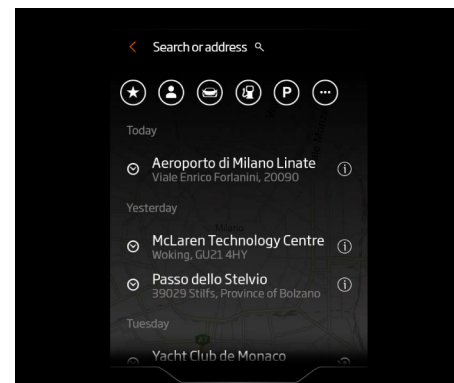 Search or address
P
Today
Aeroporto di Milano Linate
Viale Enrico Forlanini, 20090
Yesterday
Milano
McLaren Technology Centre
Woking, GU21 4HY
Passo dello Stelvio
39029 Stilfs, Province of Bolzano
Tuesday
Yacht Club de Monaco